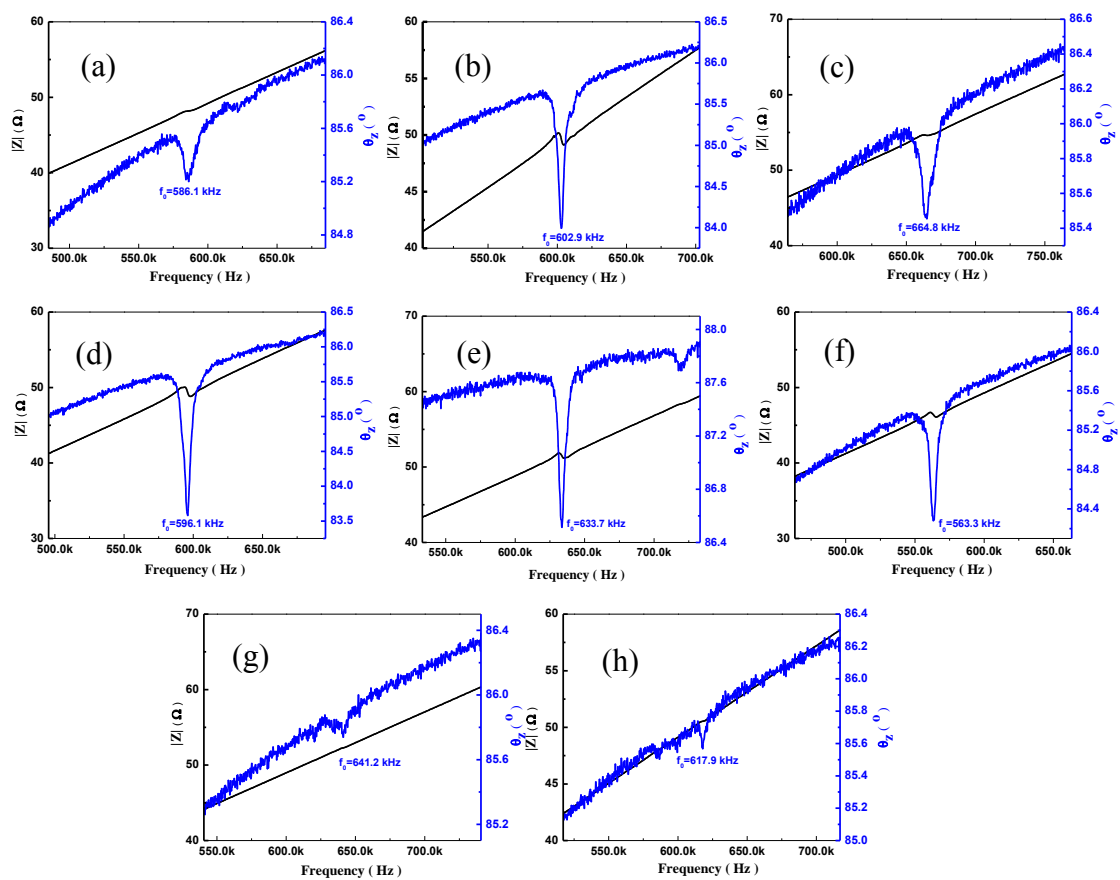 (a)
|Z| (Ω)
60
50
40
30
86.4
86.0
85.6
85.2
84.8
θ_Z (°)
f₀=586.1 kHz
500.0k 550.0k 600.0k 650.0k
Frequency ( Hz )
(b)
|Z| (Ω)
60
55
50
45
40
86.5
86.0
85.5
85.0
84.5
84.0
θ_Z (°)
f₀=602.9 kHz
550.0k 600.0k 650.0k 700.0k
Frequency ( Hz )
(c)
|Z| (Ω)
70
60
50
40
86.6
86.4
86.2
86.0
85.8
85.6
85.4
85.2
θ_Z (°)
f₀=664.8 kHz
600.0k 650.0k 700.0k 750.0k
Frequency ( Hz )
(d)
|Z| (Ω)
60
50
40
30
86.5
86.0
85.5
85.0
84.5
84.0
83.5
θ_Z (°)
f₀=596.1 kHz
500.0k 550.0k 600.0k 650.0k
Frequency ( Hz )
(e)
|Z| (Ω)
70
60
50
40
88.0
87.6
87.2
86.8
86.4
θ_Z (°)
f₀=633.7 kHz
550.0k 600.0k 650.0k 700.0k
Frequency ( Hz )
(f)
|Z| (Ω)
60
50
40
30
86.4
86.0
85.6
85.2
84.8
84.4
θ_Z (°)
f₀=563.3 kHz
500.0k 550.0k 600.0k 650.0k
Frequency ( Hz )
(g)
|Z| (Ω)
70
60
50
40
86.4
86.0
85.6
85.2
θ_Z (°)
f₀=641.2 kHz
550.0k 600.0k 650.0k 700.0k
Frequency ( Hz )
(h)
|Z| (Ω)
60
55
50
45
40
86.4
86.2
86.0
85.8
85.6
85.4
85.2
85.0
θ_Z (°)
f₀=617.9 kHz
550.0k 600.0k 650.0k 700.0k
Frequency ( Hz )